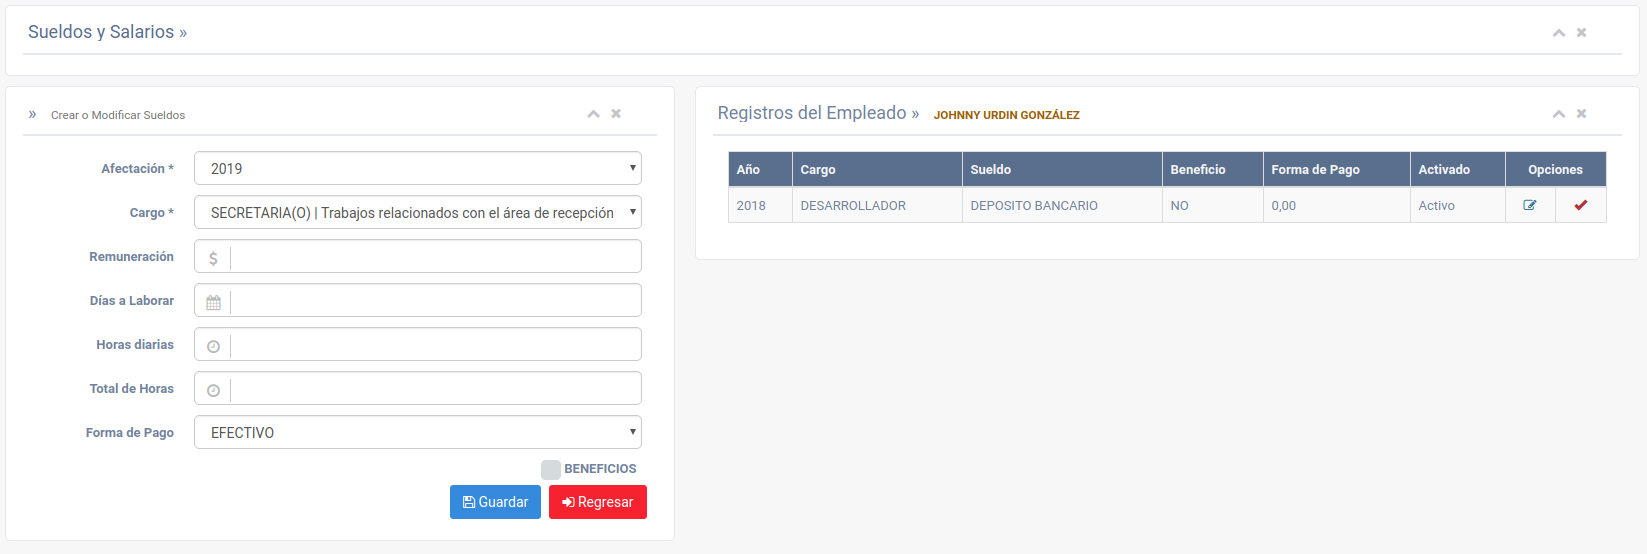 Sueldos y Salarios »
» Crear o Modificar Sueldos
Afectación * 2019
Cargo * SECRETARIA(O) | Trabajos relacionados con el área de recepción
Remuneración $
Días a Laborar
Horas diarias
Total de Horas
Forma de Pago EFECTIVO
BENEFICIOS
Guardar Regresar
Registros del Empleado » JOHNNY URDIN GONZÁLEZ
Año Cargo Sueldo Beneficio Forma de Pago Activado Opciones
2018 DESARROLLADOR DEPOSITO BANCARIO NO 0,00 Activo